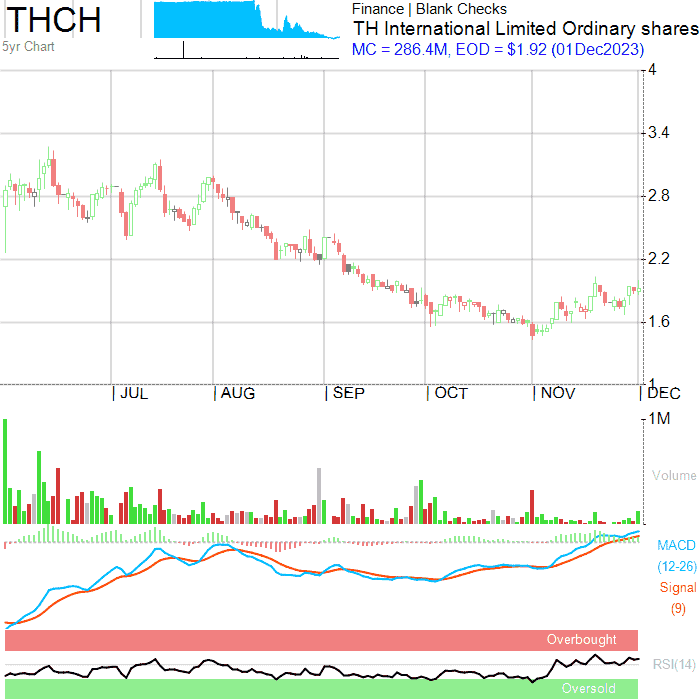 THCH
5yr Chart
Finance | Blank Checks
TH International Limited Ordinary shares
MC = 286.4M, EOD = $1.92 (01Dec2023)
4
3.4
2.8
2.2
1.6
1
| JUL | AUG | SEP | OCT | NOV | DEC
1M
Volume
MACD
(12-26)
Signal
(9)
Overbought
RSI(14)
Oversold